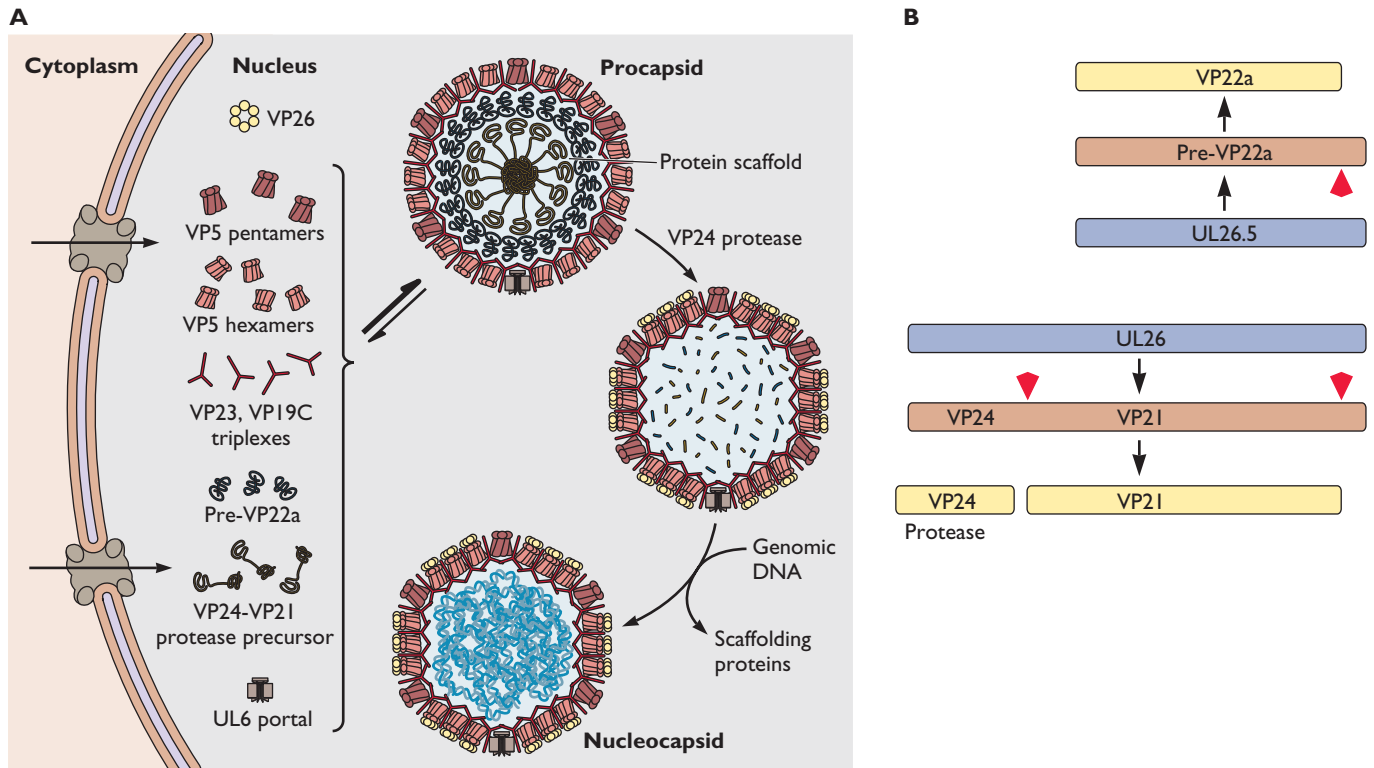 A
Cytoplasm
Nucleus
VP26
VP5 pentamers
VP5 hexamers
VP23, VP19C
triplexes
Pre-VP22a
VP24-VP21
protease precursor
UL6 portal
Procapsid
Protein scaffold
VP24 protease
Genomic
DNA
Scaffolding
proteins
Nucleocapsid
B
VP22a
Pre-VP22a
UL26.5
UL26
VP24 VP21
VP24 VP21
Protease